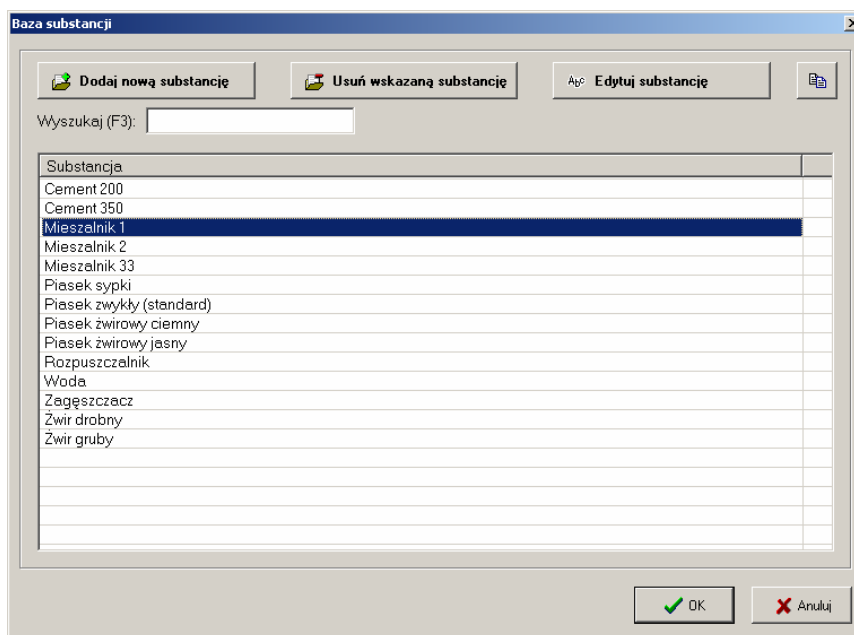 Baza substancji
Dodaj nową substancję Usuń wskazaną substancję Abc Edytuj substancję
Wyszukaj (F3):
Substancja
Cement 200
Cement 350
Mieszalnik 1
Mieszalnik 2
Mieszalnik 33
Piasek sypki
Piasek zwykły (standard)
Piasek żwirowy ciemny
Piasek żwirowy jasny
Rozpuszczalnik
Woda
Zagęszczacz
Żwir drobny
Żwir gruby
OK Anuluj